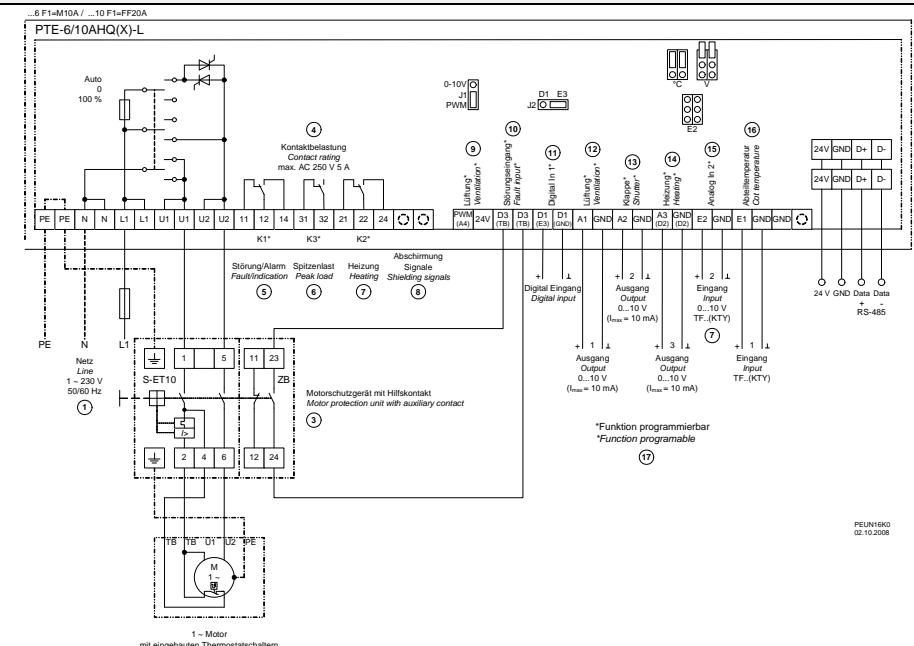 ...6 F1=M10A / ...10 F1=FF20A
PTE-6/10AHQ(X)-L
Auto
0
100 %
4
Kontaktbelastung
Contact rating
max. AC 250 V 5 A
0-10V
J1
PWM
D1 E3
J2
°C
V
E2
9
Lüftung*
Ventilation*
10
Störungseingang*
Fault input*
11
Digital In 1*
12
Lüftung*
Ventilation*
13
Klappe*
Shutter*
14
Heizung*
Heating*
15
Analog In 2*
16
Abteiltemperatur
Cot temperature
24V GND D+ D-
24V GND D+ D-
PE PE N N L1 L1 U1 U1 U2 U2 11 12 14 31 32 21 22 24
PWM (A4) 24V D3 (TB) D3 (TB) D1 (E3) D1 (GND) A1 GND A2 GND A3 (D2) GND (D2) E2 GND E1 GND GND
K1* K3* K2*
Störung/Alarm
Fault/indication
5
Spitzenlast
Peak load
6
Heizung
Heating
7
Abschirmung
Signale
Shielding signals
8
+ ⊥
Digital Eingang
Digital input
+ 2 ⊥
Ausgang
Output
0...10 V
(Imax = 10 mA)
+ 2 ⊥
Eingang
Input
0...10 V
TF..(KTY)
7
24 V GND Data + Data -
RS-485
+ 1 ⊥
Ausgang
Output
0...10 V
(Imax = 10 mA)
+ 3 ⊥
Ausgang
Output
0...10 V
(Imax = 10 mA)
+ 1 ⊥
Eingang
Input
TF..(KTY)
PE N L1
Netz
Line
1 ~ 230 V
50/60 Hz
1
1 5 11 23
S-ET10
ZB
I>
2 4 6 12 24
Motorschutzgerät mit Hilfskontakt
Motor protection unit with auxiliary contact
3
*Funktion programmierbar
*Function programable
17
PEUN16K0
02.10.2008
TB TB U1 U2 PE
M
1 ~
1 ~ Motor
mit eingebauten Thermostatschaltern